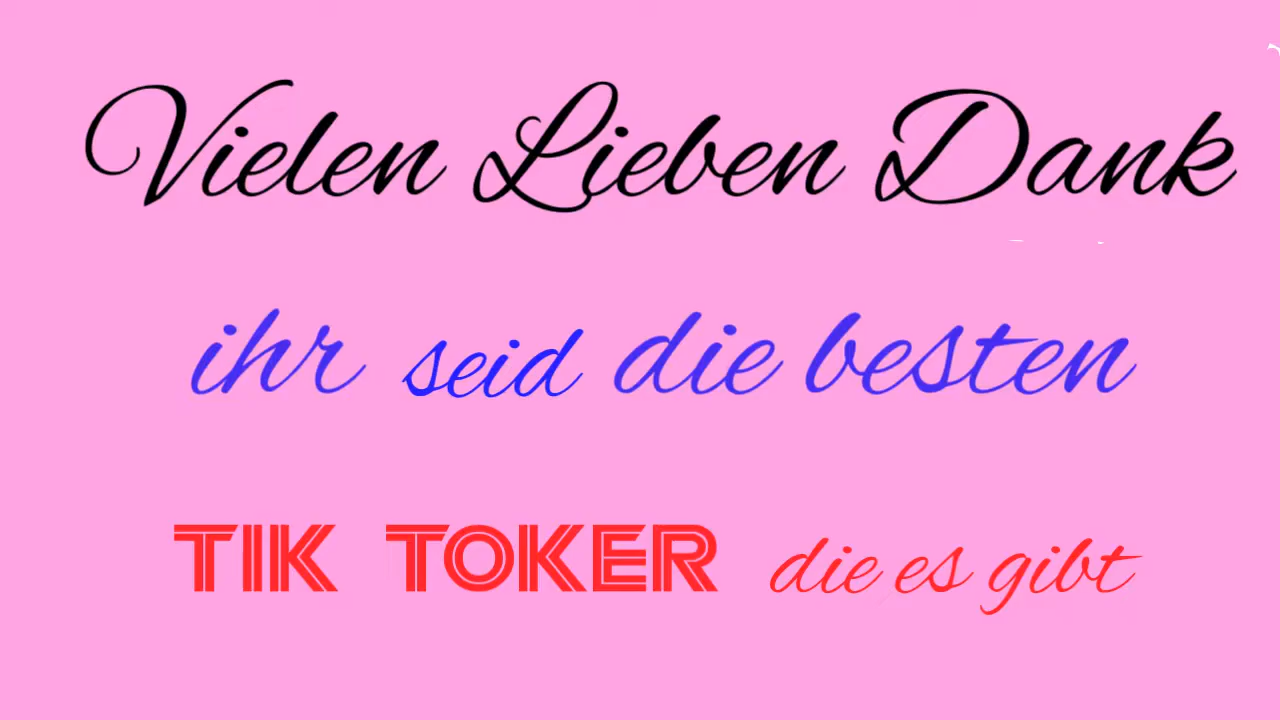 Vielen Lieben Dank
ihr seid die besten
TIK TOKER die es gibt